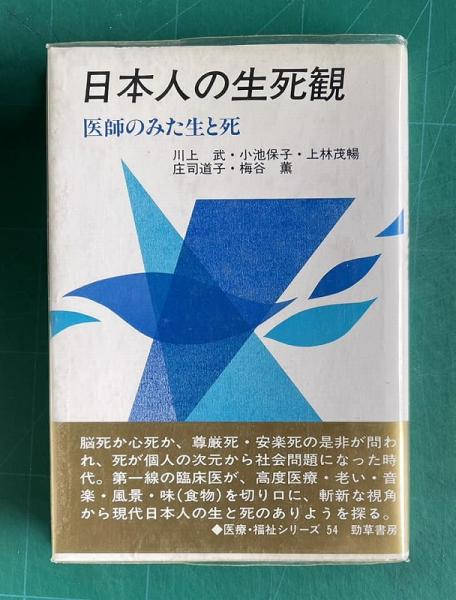 日本人の生死観
医師のみた生と死
川上 武・小池保子・上林茂暢
庄司道子・梅谷 薫
脳死か心死か、尊厳死・安楽死の是非が問わ
れ、死が個人の次元から社会問題になった時
代。第一線の臨床医が、高度医療・老い・音
楽・風景・味(食物)を切り口に、斬新な視角
から現代日本人の生と死のありようを探る。
◆医療・福祉シリーズ 54 勁草書房